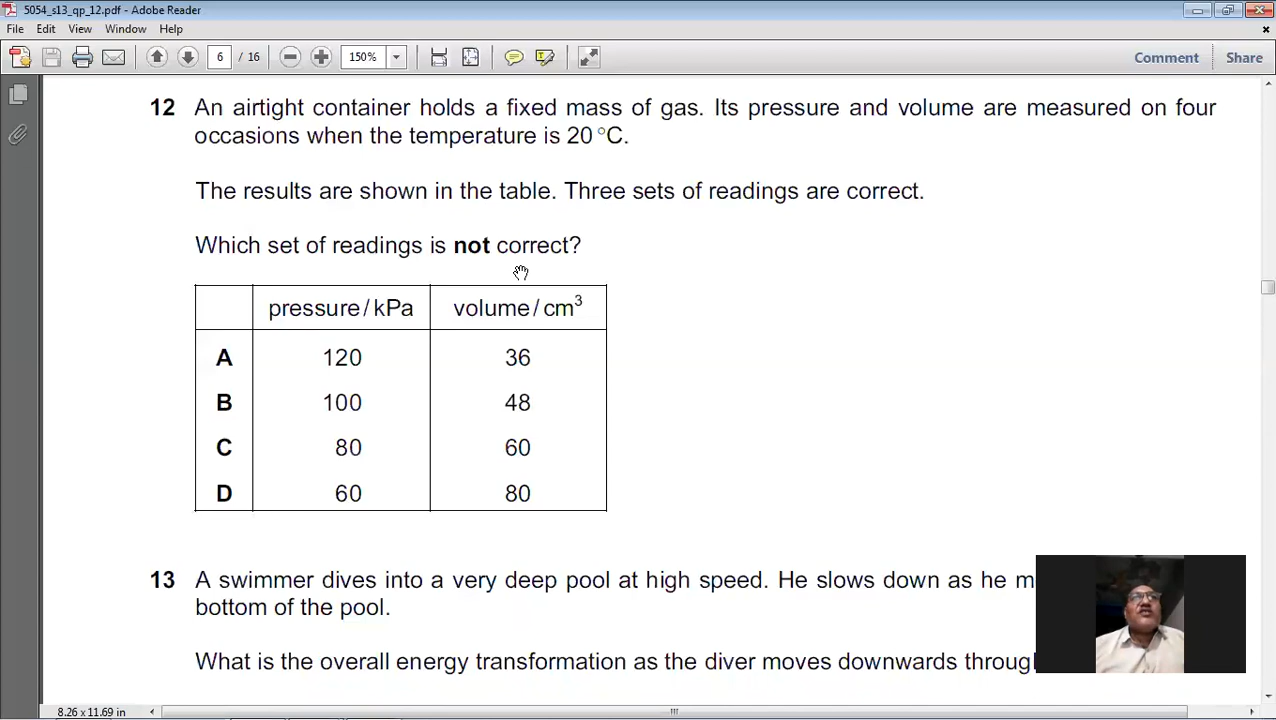 5054_s13_qp_12.pdf - Adobe Reader
File Edit View Window Help
6 / 16 150% Comment Share
12 An airtight container holds a fixed mass of gas. Its pressure and volume are measured on four
occasions when the temperature is 20 °C.
The results are shown in the table. Three sets of readings are correct.
Which set of readings is not correct?
pressure / kPa volume / cm³
A 120 36
B 100 48
C 80 60
D 60 80
13 A swimmer dives into a very deep pool at high speed. He slows down as he m
bottom of the pool.
What is the overall energy transformation as the diver moves downwards through
8.26 x 11.69 in